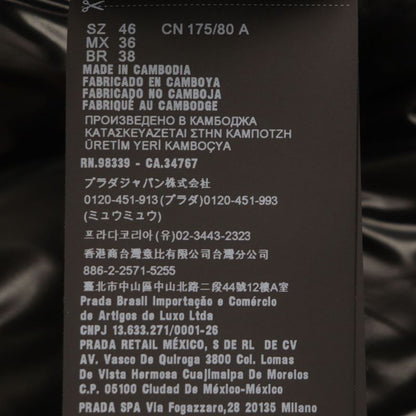 SZ 46 CN 175/80 A
MX 36
BR 38
MADE IN CAMBODIA
FABRICADO EN CAMBOYA
FABRICADO NO CAMBOJA
FABRIQUÉ AU CAMBODGE
ПРОИЗВЕДЕНО В КАМБОДЖА
ΚΑΤΑΣΚΕΥΑΖΕΤΑΙ ΣΤΗΝ ΚΑΜΠΟΤΖΗ
ÜRETİM YERİ KAMBOÇYA
RN.98339 - CA.34767
プラダジャパン株式会社
0120-451-913 (プラダ)0120-451-993
(ミュウミュウ)
프라다코리아 (유)02-3443-2323
香港商台灣意比有限公司台灣分公司
886-2-2571-5255
臺北市中山區中山北路二段44號12樓A室
Prada Brasil Importação e Comércio
de Artigos de Luxo Ltda
CNPJ 13.633.271/0001-26
PRADA RETAIL MÉXICO, S DE RL DE CV
AV. Vasco De Quiroga 3800 Col. Lomas
De Vista Hermosa Cuajimalpa De Morelos
C.P. 05100 Ciudad De México-México
PRADA SPA Via Fogazzaro,28 20135 Milano